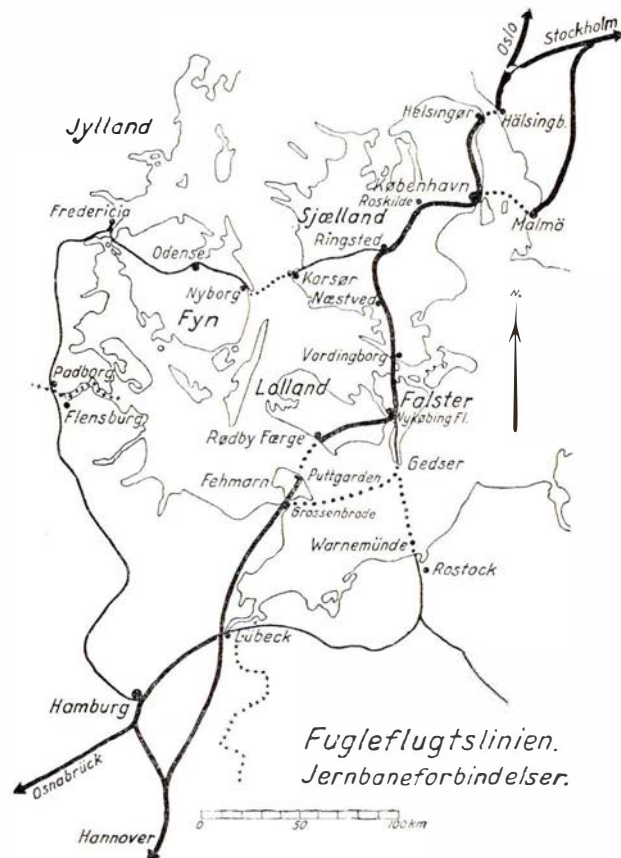 Oslo
Stockholm
Jylland
Helsingør
Hälsingb.
København
Roskilde
Sjælland
Malmö
Fredericia
Odense
Ringsted
Nyborg
Korsør
Næstved
Fyn
N.
Vordingborg
Padborg
Lolland
Falster
Flensburg
Nykøbing Fl.
Rødby Færge
Gedser
Fehmarn
Puttgarden
Grossenbrode
Warnemünde
Rostock
Lübeck
Hamburg
Fugleflugtslinien.
Jernbaneforbindelser.
Osnabrück
0 50 100 km
Hannover